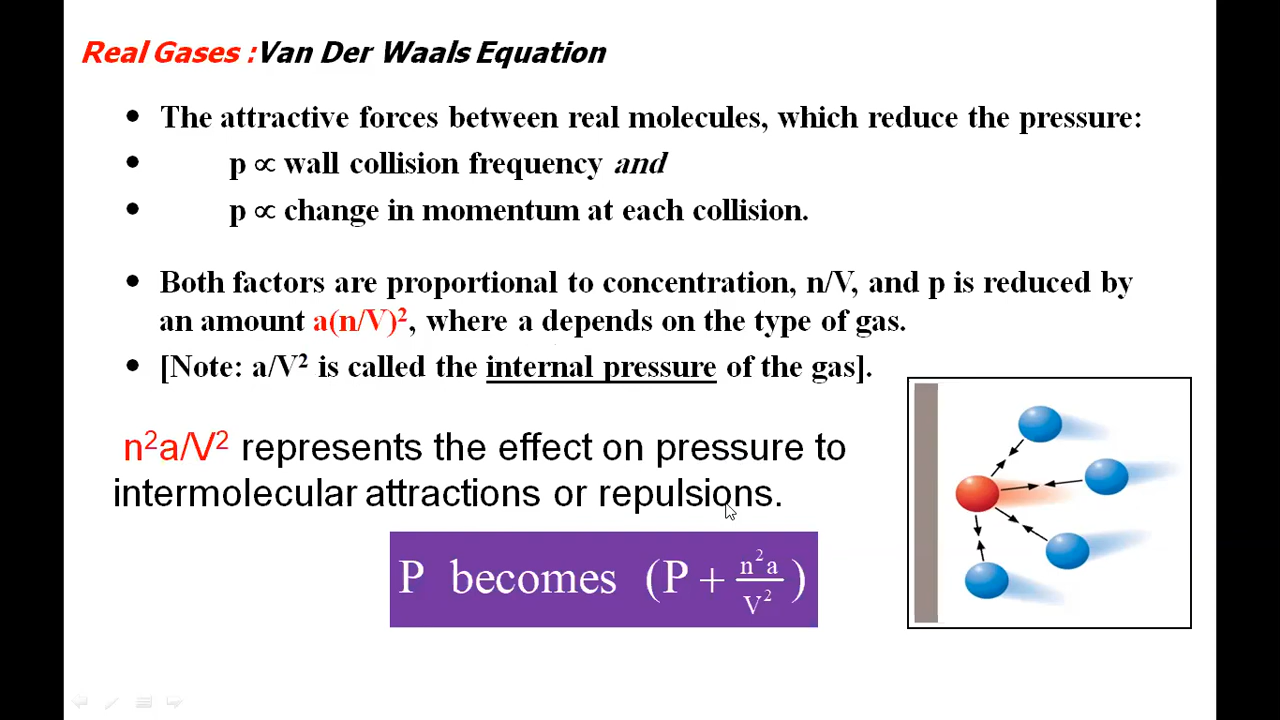 Real Gases :Van Der Waals Equation
• The attractive forces between real molecules, which reduce the pressure:
• p ∝ wall collision frequency and
• p ∝ change in momentum at each collision.
• Both factors are proportional to concentration, n/V, and p is reduced by
an amount a(n/V)², where a depends on the type of gas.
• [Note: a/V² is called the internal pressure of the gas].
n²a/V² represents the effect on pressure to
intermolecular attractions or repulsions.
P becomes (P + n²a/V²)